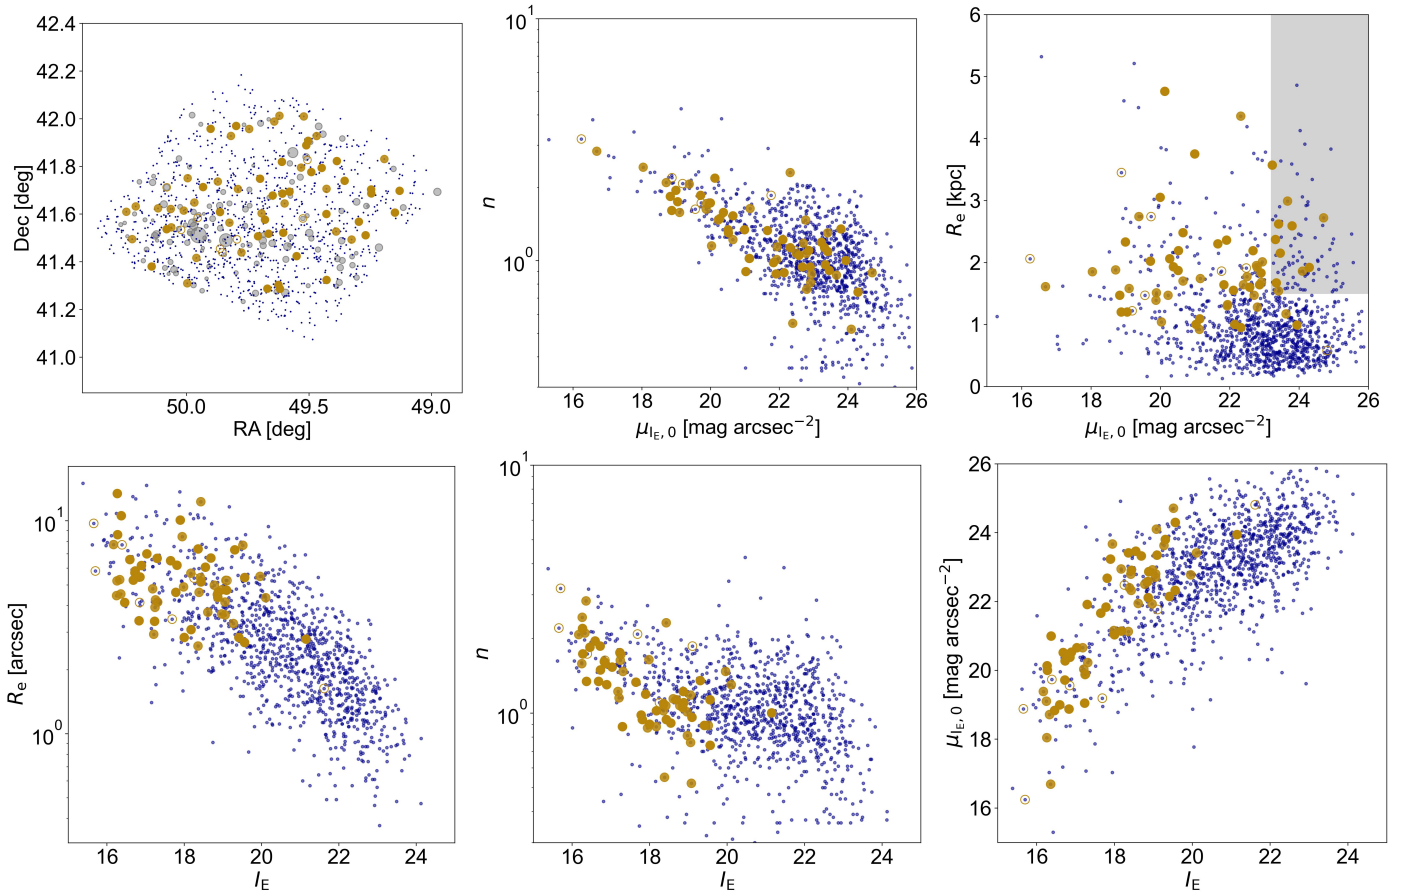 42.4
42.2
42.0
41.8
41.6
41.4
41.2
41.0
Dec [deg]
50.0 49.5 49.0
RA [deg]
10¹
10⁰
n
16 18 20 22 24 26
μ_{I_E, 0} [mag arcsec⁻²]
6
5
4
3
2
1
0
R_e [kpc]
16 18 20 22 24 26
μ_{I_E, 0} [mag arcsec⁻²]
10¹
10⁰
R_e [arcsec]
16 18 20 22 24
I_E
10¹
10⁰
n
16 18 20 22 24
I_E
26
24
22
20
18
16
μ_{I_E, 0} [mag arcsec⁻²]
16 18 20 22 24
I_E